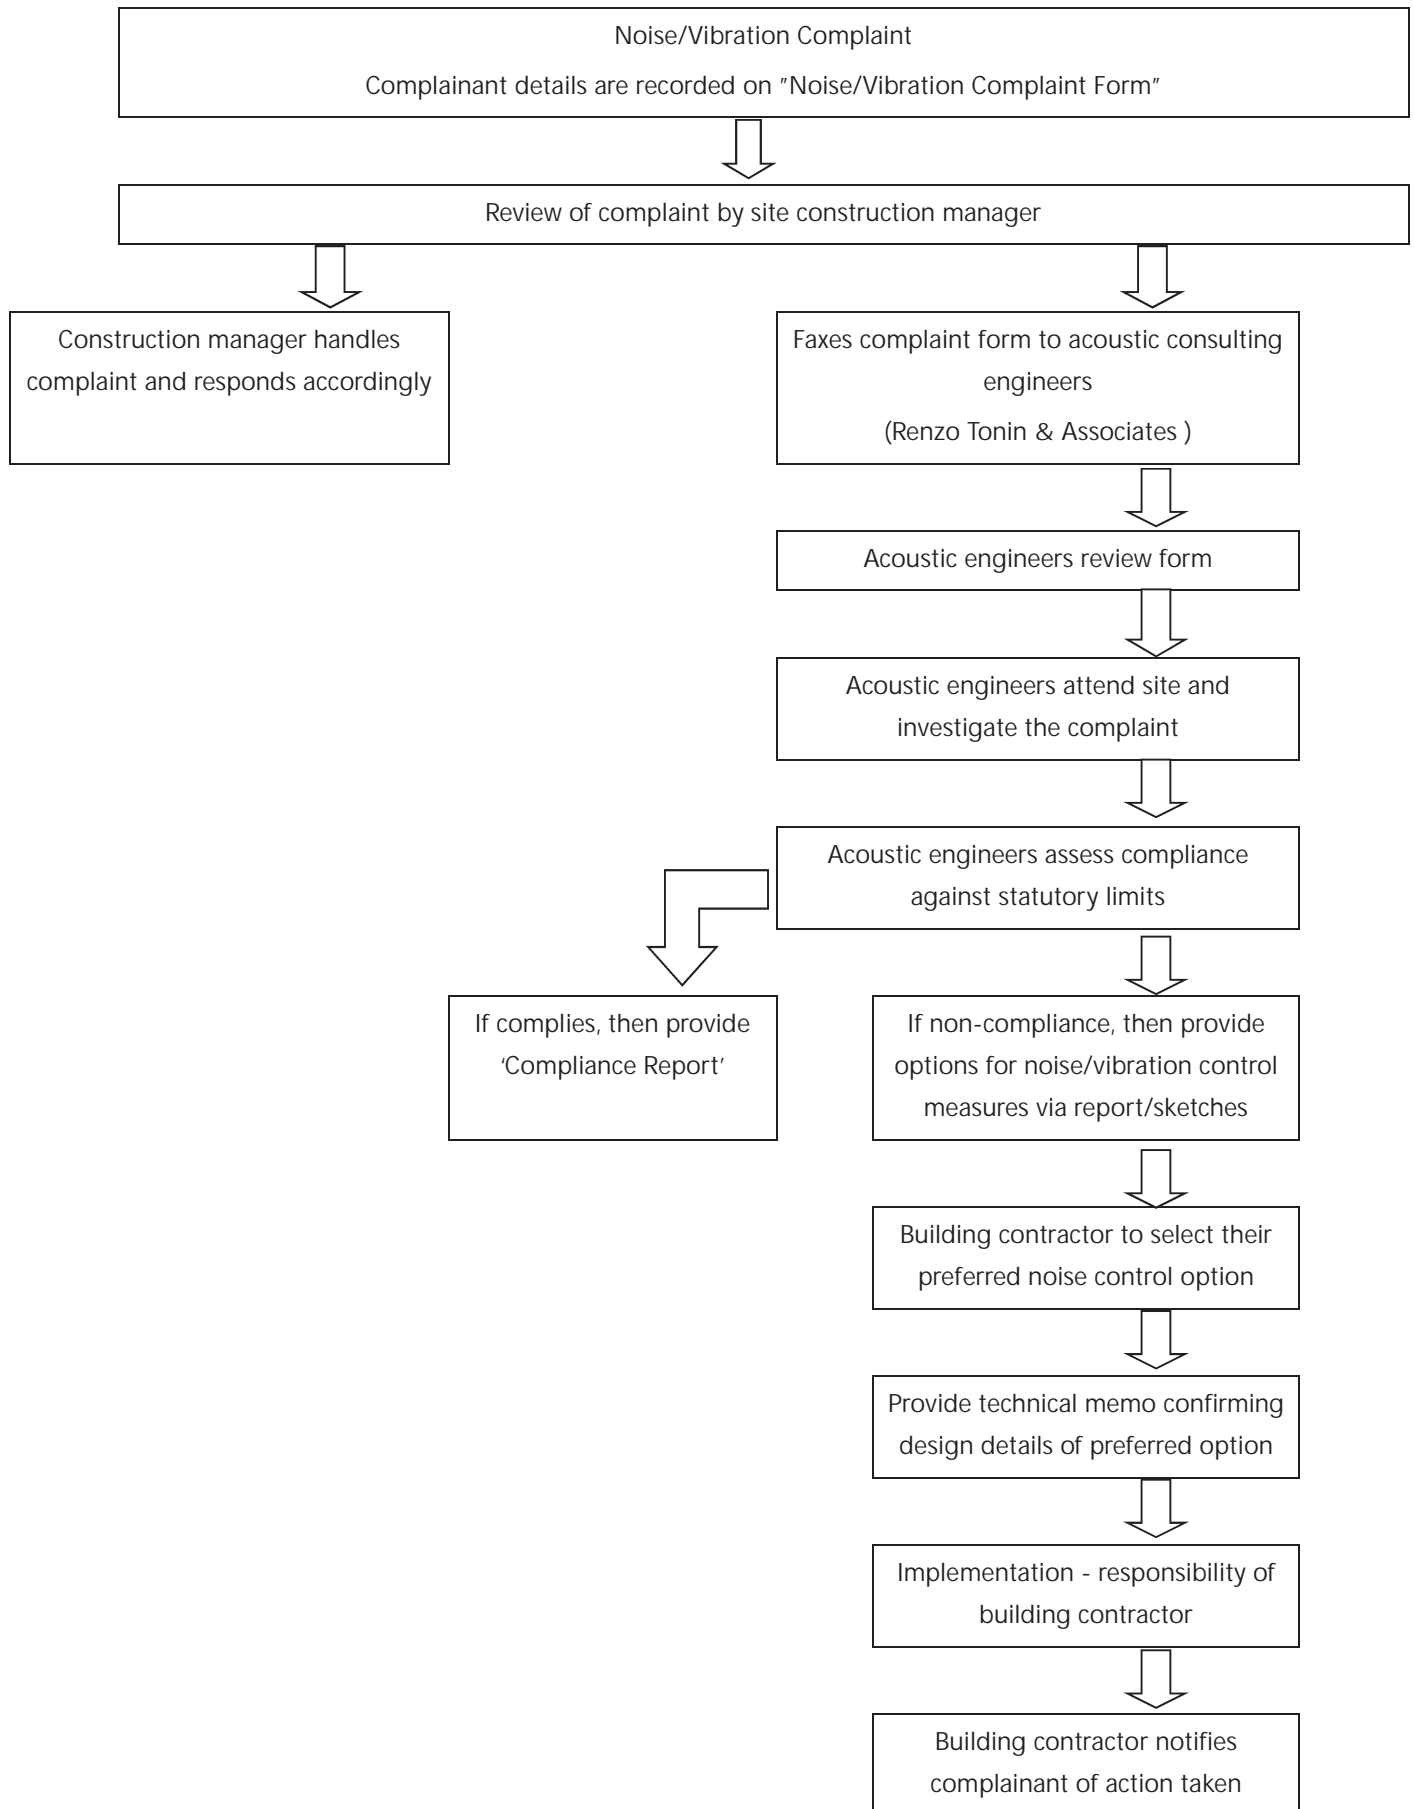 Noise/Vibration Complaint
Complainant details are recorded on "Noise/Vibration Complaint Form"
Review of complaint by site construction manager
Construction manager handles
complaint and responds accordingly
Faxes complaint form to acoustic consulting
engineers
(Renzo Tonin & Associates )
Acoustic engineers review form
Acoustic engineers attend site and
investigate the complaint
Acoustic engineers assess compliance
against statutory limits
If complies, then provide
‘Compliance Report’
If non-compliance, then provide
options for noise/vibration control
measures via report/sketches
Building contractor to select their
preferred noise control option
Provide technical memo confirming
design details of preferred option
Implementation - responsibility of
building contractor
Building contractor notifies
complainant of action taken